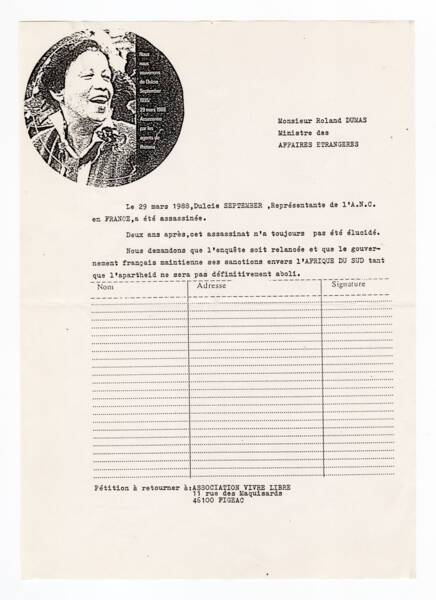 Nous
nous
souvenons
de Dulcie
September
1935/
29 mars 1988
Assassinée
par les
agents de
Pretoria
Monsieur Roland DUMAS
Ministre des
AFFAIRES ETRANGERES
Le 29 mars 1988,Dulcie SEPTEMBER ,Représentante de l'A.N.C.
en FRANCE,a été assassinée.
Deux ans après,cet assassinat n'a toujours pas été élucidé.
Nous demandons que l'enquête soit relancée et que le gouver-
nement français maintienne ses sanctions envers l'AFRIQUE DU SUD tant
que l'apartheid ne sera pas définitivement aboli.
Nom Adresse Signature
Pétition à retourner à:ASSOCIATION VIVRE LIBRE
11 rue des Maquisards
46100 FIGEAC